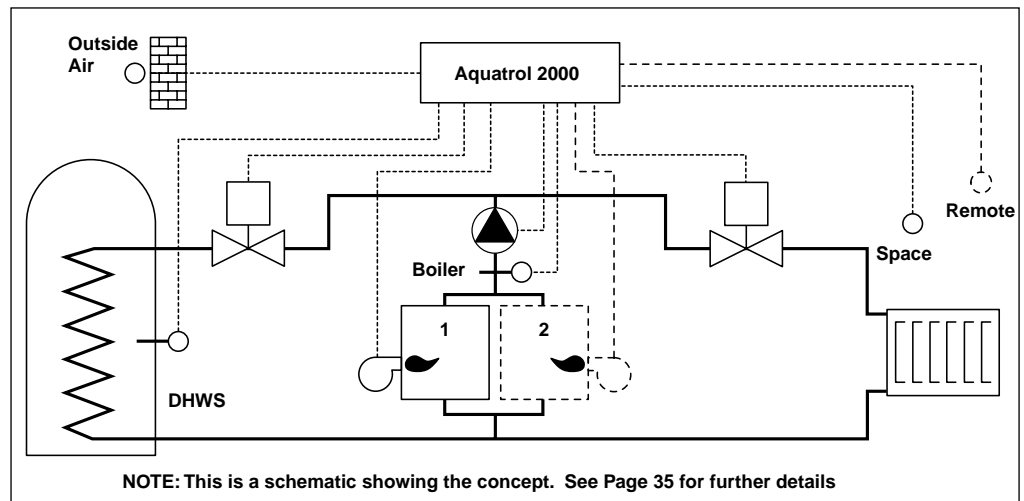 Outside
Air
Aquatrol 2000
Remote
Space
Boiler
1
2
DHWS
NOTE: This is a schematic showing the concept. See Page 35 for further details